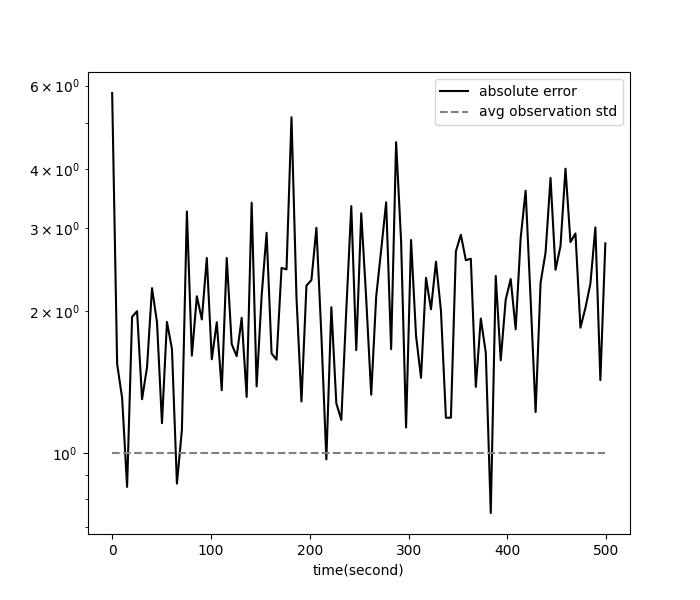 6 × 10⁰
4 × 10⁰
3 × 10⁰
2 × 10⁰
10⁰
absolute error
avg observation std
0 100 200 300 400 500
time(second)